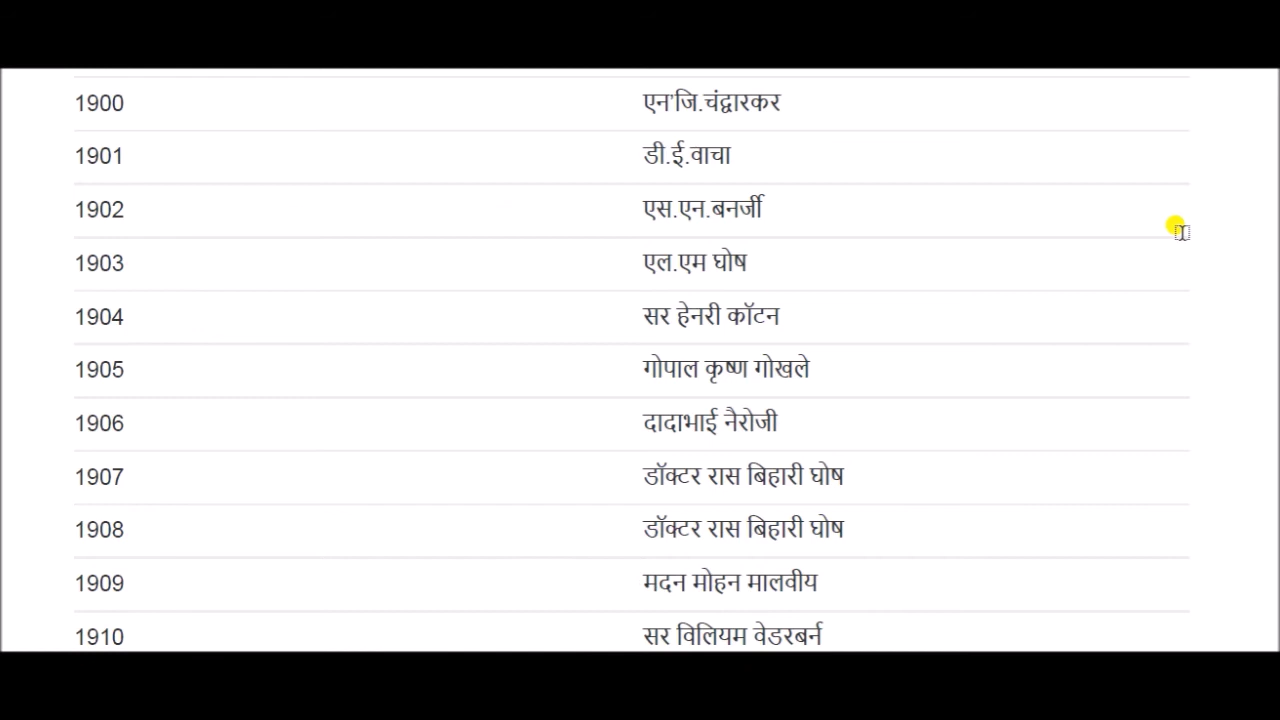 1900 एन'जि.चंद्वारकर
1901 डी.ई.वाचा
1902 एस.एन.बनर्जी
1903 एल.एम घोष
1904 सर हेनरी कॉटन
1905 गोपाल कृष्ण गोखले
1906 दादाभाई नैरोजी
1907 डॉक्टर रास बिहारी घोष
1908 डॉक्टर रास बिहारी घोष
1909 मदन मोहन मालवीय
1910 सर विलियम वेडरबर्न